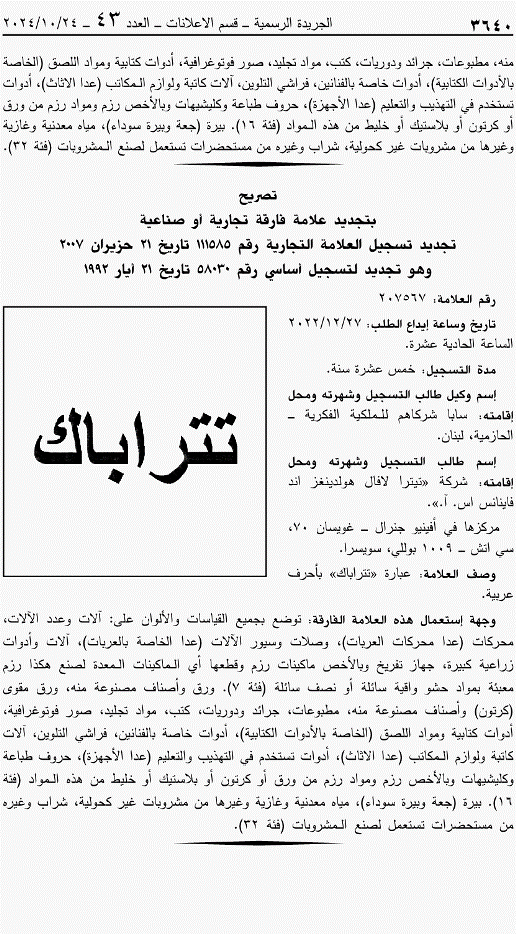 ٣٦٤٠
الجريدة الرسمية – قسم الاعلانات – العدد ٤٣ – ٢٠٢٤/١٠/٢٤
منه، مطبوعات، جرائد ودوريات، كتب، مواد تجليد، صور فوتوغرافية، أدوات كتابية ومواد اللصق (الخاصة
بالأدوات الكتابية)، أدوات خاصة بالفنانين، فراشي التلوين، آلات كاتبة ولوازم المكاتب (عدا الاثاث)، أدوات
تستخدم في التهذيب والتعليم (عدا الأجهزة)، حروف طباعة وكليشيهات وبالأخص رزم ومواد رزم من ورق
أو كرتون أو بلاستيك أو خليط من هذه المواد (فئة ١٦). بيرة (جعة وبيرة سوداء)، مياه معدنية وغازية
وغيرها من مشروبات غير كحولية، شراب وغيره من مستحضرات تستعمل لصنع المشروبات (فئة ٣٢).
تصريح
بتجديد علامة فارقة تجارية أو صناعية
تجديد تسجيل العلامة التجارية رقم ١١١٥٨٥ تاريخ ٢١ حزيران ٢٠٠٧
وهو تجديد لتسجيل أساسي رقم ٥٨٠٣٠ تاريخ ٢١ أيار ١٩٩٢
رقم العلامة: ٢٠٧٥٦٧
تاريخ وساعة إيداع الطلب: ٢٠٢٢/١٢/٢٧
الساعة الحادية عشرة.
مدة التسجيل: خمس عشرة سنة.
إسم وكيل طالب التسجيل وشهرته ومحل
إقامته: سابا شركاهم للملكية الفكرية –
الحازمية، لبنان.
إسم طالب التسجيل وشهرته ومحل
إقامته: شركة «تيترا لافال هولدينغز اند
فاينانس اس. آ.».
مركزها في أفينيو جنرال – غويسان ٧٠،
سي اتش – ١٠٠٩ بوللي، سويسرا.
وصف العلامة: عبارة «تتراباك» بأحرف
عربية.
تتراباك
وجهة إستعمال هذه العلامة الفارقة: توضع بجميع القياسات والألوان على: آلات وعدد الآلات،
محركات (عدا محركات العربات)، وصلات وسيور الآلات (عدا الخاصة بالعربات)، آلات وأدوات
زراعية كبيرة، جهاز تفريخ وبالأخص ماكينات رزم وقطعها أي الماكينات المعدة لصنع هكذا رزم
معبئة بمواد حشو واقية سائلة أو نصف سائلة (فئة ٧). ورق وأصناف مصنوعة منه، ورق مقوى
(كرتون) وأصناف مصنوعة منه، مطبوعات، جرائد ودوريات، كتب، مواد تجليد، صور فوتوغرافية،
أدوات كتابية ومواد اللصق (الخاصة بالأدوات الكتابية)، أدوات خاصة بالفنانين، فراشي التلوين، آلات
كاتبة ولوازم المكاتب (عدا الاثاث)، أدوات تستخدم في التهذيب والتعليم (عدا الأجهزة)، حروف طباعة
وكليشيهات وبالأخص رزم ومواد رزم من ورق أو كرتون أو بلاستيك أو خليط من هذه المواد (فئة
١٦). بيرة (جعة وبيرة سوداء)، مياه معدنية وغازية وغيرها من مشروبات غير كحولية، شراب وغيره
من مستحضرات تستعمل لصنع المشروبات (فئة ٣٢).